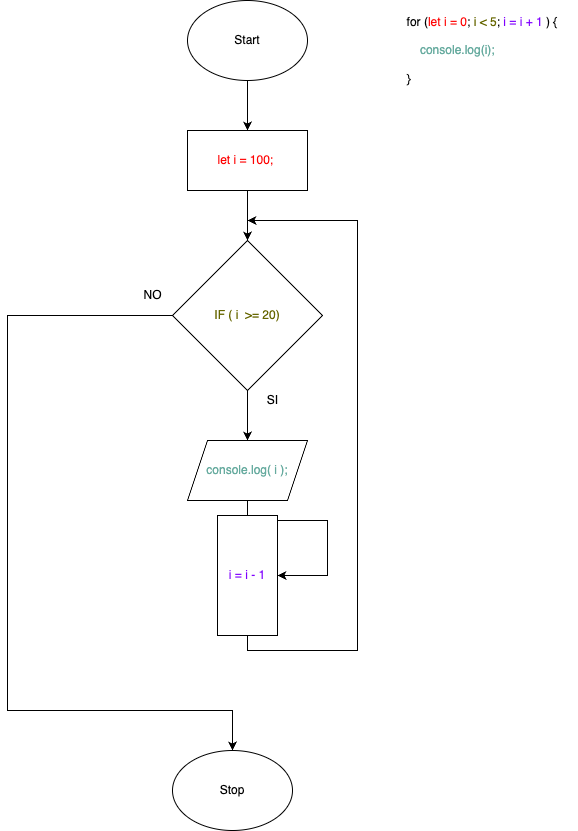 Start
for (let i = 0; i < 5; i = i + 1 ) {
console.log(i);
}
let i = 100;
NO
IF ( i  >= 20)
SI
console.log( i );
i = i - 1
Stop